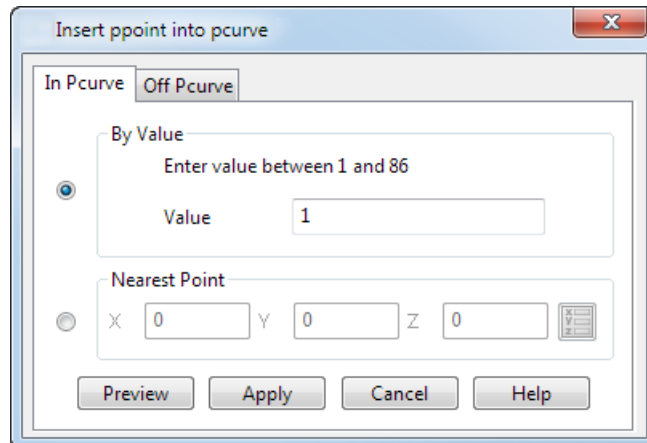 Insert ppoint into pcurve
In Pcurve Off Pcurve
By Value
Enter value between 1 and 86
Value 1
Nearest Point
X 0 Y 0 Z 0
X
Y
Z
Preview Apply Cancel Help